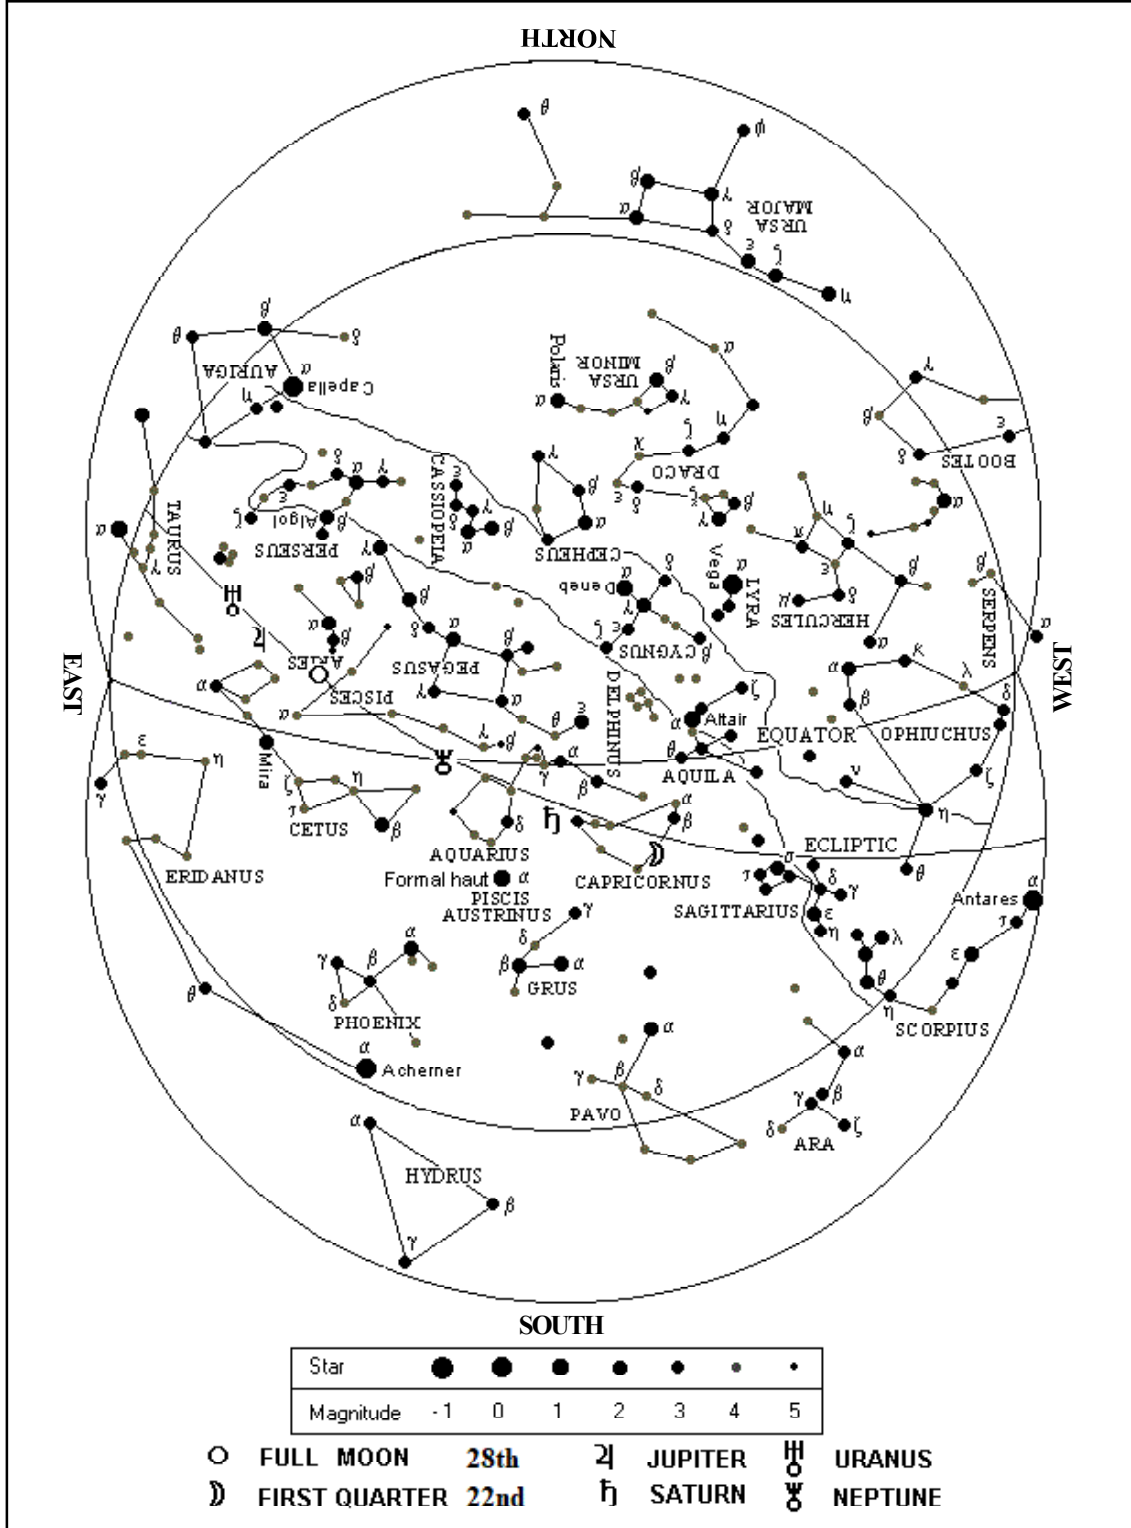 NORTH
θ
φ
β
γ
α
δ
URSA
MAJOR
ε
ζ
η
β
θ
δ
α
AURIGA
Capella
η
Polaris
α
URSA
MINOR
β
γ
α
η
ζ
χ
DRACO
ε
δ
ξ
β
γ
γ
β
ε
δ
BOOTES
α
TAURUS
α
γ
δ
α
γ
ε
ζ
Algol
β
PERSEUS
CASSIOPEIA
ε
δ
γ
α
β
γ
β
α
CEPHEUS
η
ζ
π
ε
β
μ
δ
HERCULES
α
β
SERPENS
α
γ
β
δ
α
β
PEGASUS
α
β
α
β
ARIES
Deneb
α
δ
γ
ε
ζ
β
CYGNUS
Vega
α
LYRA
EAST
WEST
α
PISCES
α
γ
β
θ
ε
DELPHINUS
ζ
α
Altair
θ
AQUILA
EQUATOR
α
κ
λ
β
δ
OPHIUCHUS
ζ
ν
η
θ
ε
η
γ
ERIDANUS
θ
Mira
ζ
η
τ
β
CETUS
γ
α
β
δ
AQUARIUS
α
β
CAPRICORNUS
ECLIPTIC
Formal haut
α
PISCIS
AUSTRINUS
σ
τ
δ
γ
ε
η
SAGITTARIUS
Antares
α
τ
ε
λ
θ
η
SCORPIUS
γ
δ
β
α
GRUS
α
γ
β
δ
PHOENIX
α
Acherner
α
β
γ
δ
PAVO
α
β
γ
δ
ζ
ARA
α
HYDRUS
β
γ
SOUTH
Star
Magnitude -1 0 1 2 3 4 5
FULL MOON 28th JUPITER URANUS
FIRST QUARTER 22nd SATURN NEPTUNE